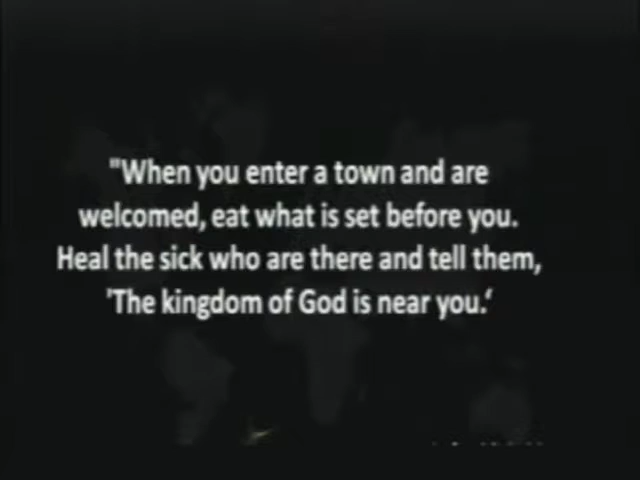 "When you enter a town and are
welcomed, eat what is set before you.
Heal the sick who are there and tell them,
'The kingdom of God is near you.‘